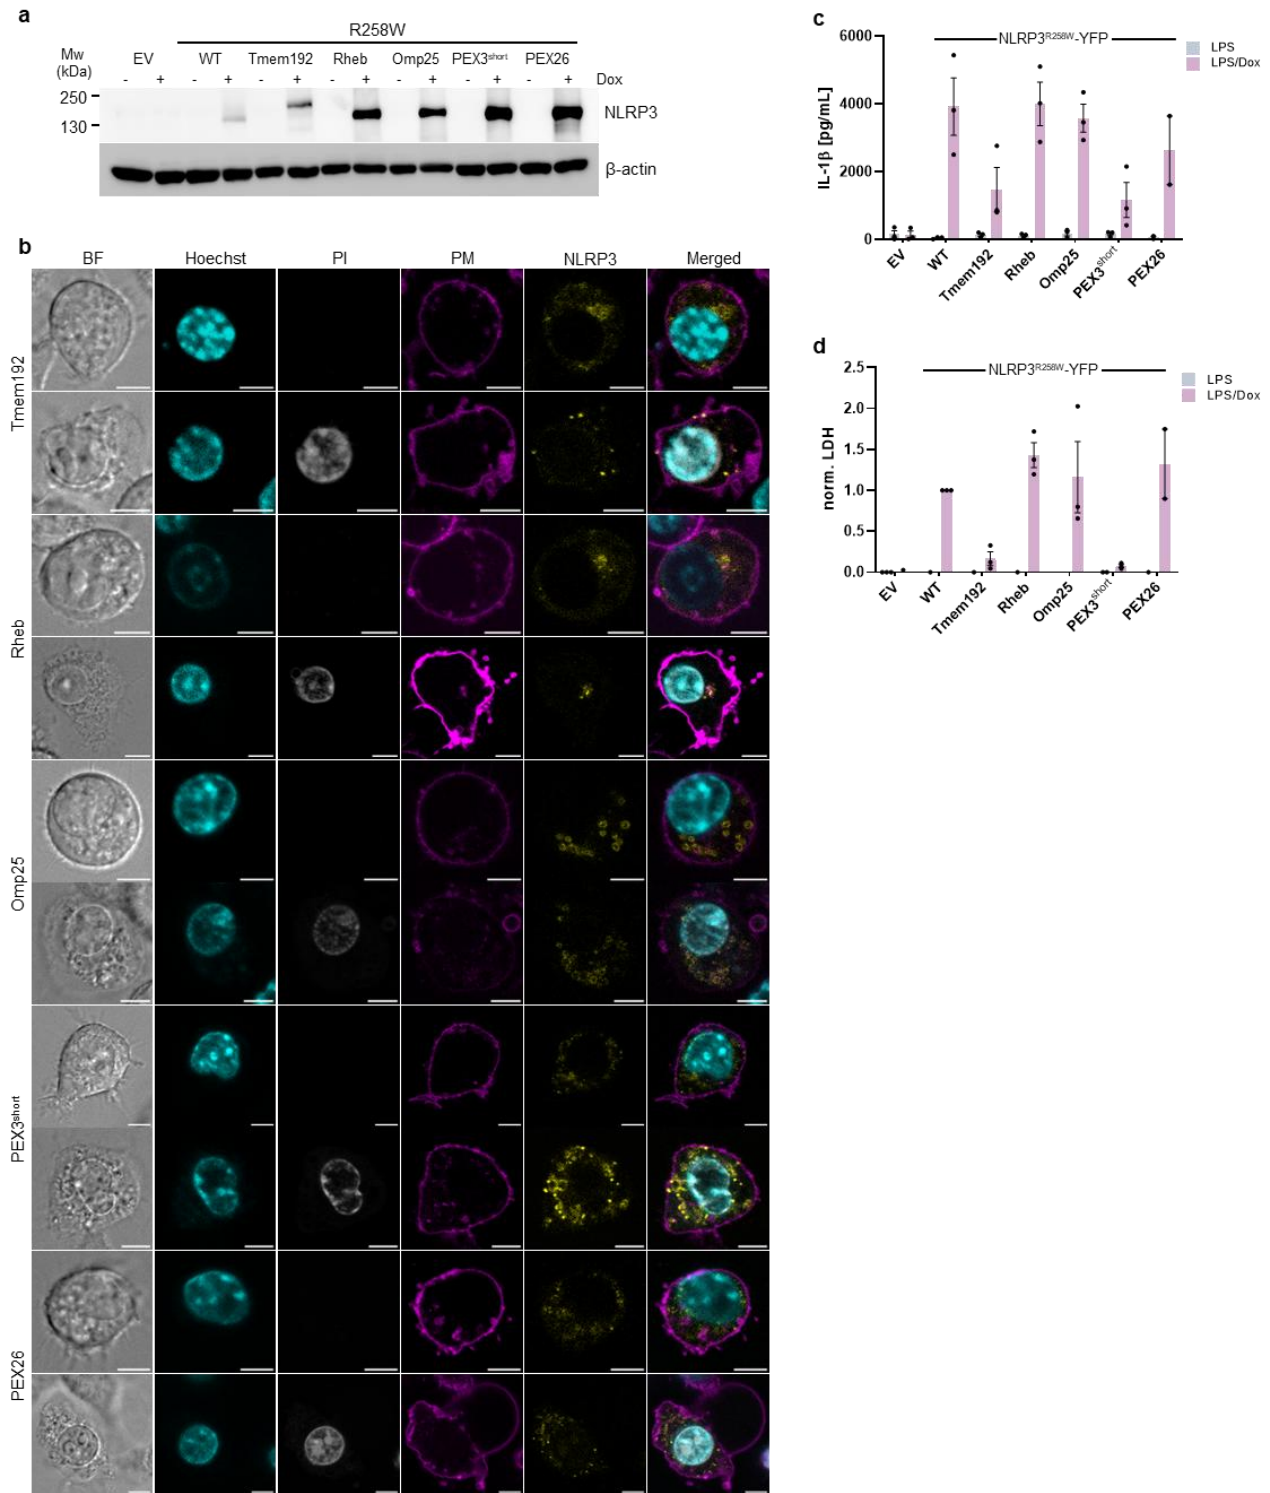 a
R258W
Mw
(kDa)
EV WT Tmem192 Rheb Omp25 PEX3short PEX26
- + - + - + - + - + - + - + Dox
250
130
NLRP3
β-actin
b
BF Hoechst PI PM NLRP3 Merged
Tmem192
Rheb
Omp25
PEX3short
PEX26
c
NLRP3R258W-YFP
LPS
LPS/Dox
IL-1β [pg/mL]
6000
4000
2000
0
EV WT Tmem192 Rheb Omp25 PEX3short PEX26
d
NLRP3R258W-YFP
LPS
LPS/Dox
norm. LDH
2.5
2.0
1.5
1.0
0.5
0.0
EV WT Tmem192 Rheb Omp25 PEX3short PEX26